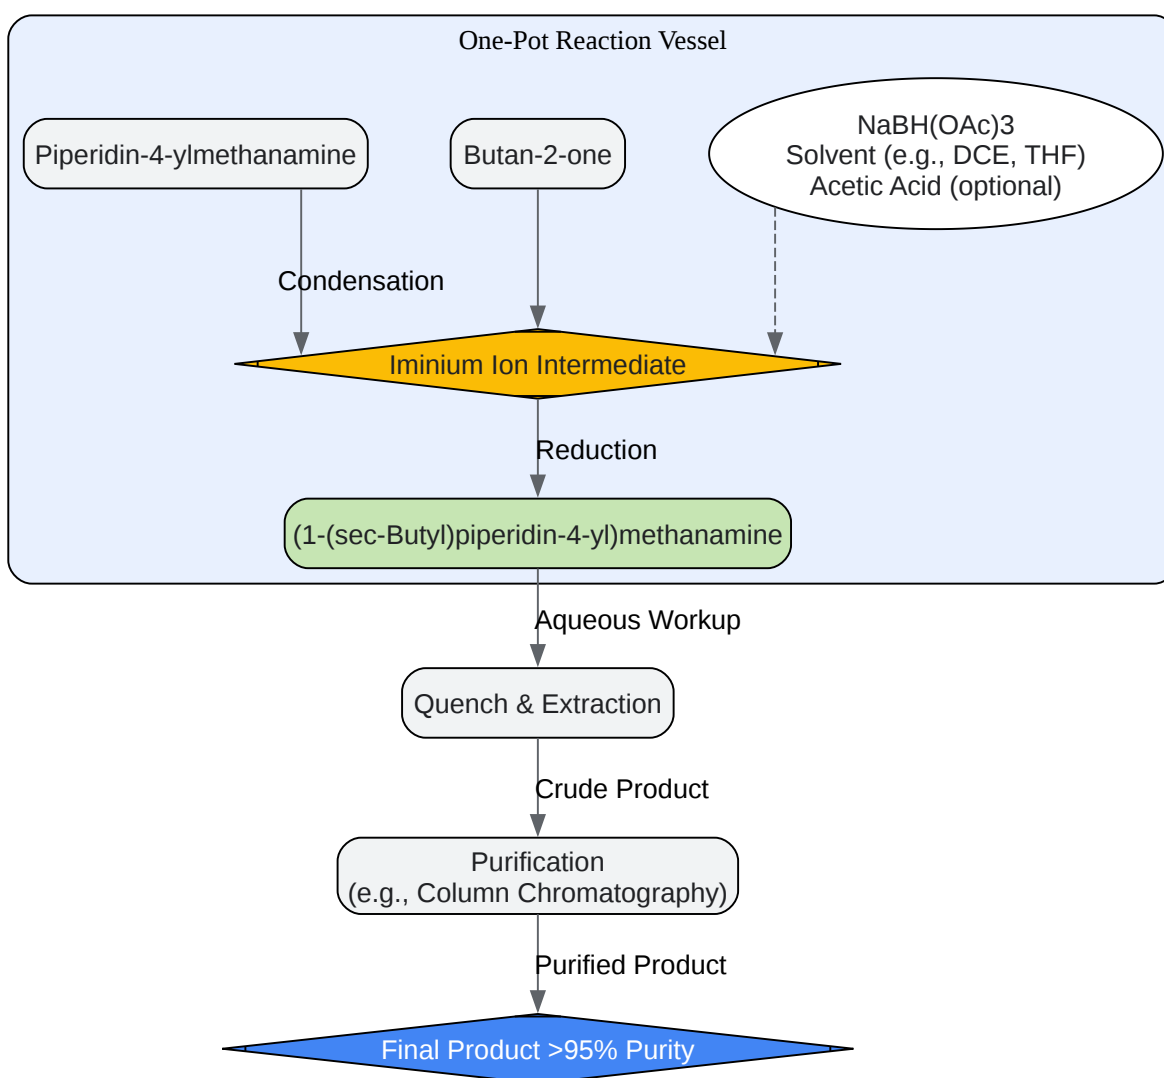 One-Pot Reaction Vessel
Piperidin-4-ylmethanamine
Butan-2-one
NaBH(OAc)3
Solvent (e.g., DCE, THF)
Acetic Acid (optional)
Condensation
Iminium Ion Intermediate
Reduction
(1-(sec-Butyl)piperidin-4-yl)methanamine
Aqueous Workup
Quench & Extraction
Crude Product
Purification
(e.g., Column Chromatography)
Purified Product
Final Product >95% Purity